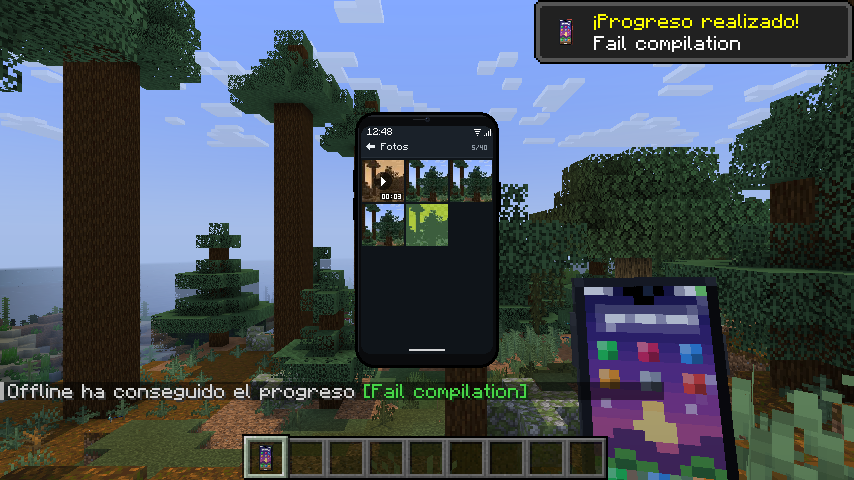 ¡Progreso realizado!
Fail compilation
12:48
Fotos
5/40
00:03
Offline ha conseguido el progreso [Fail compilation]